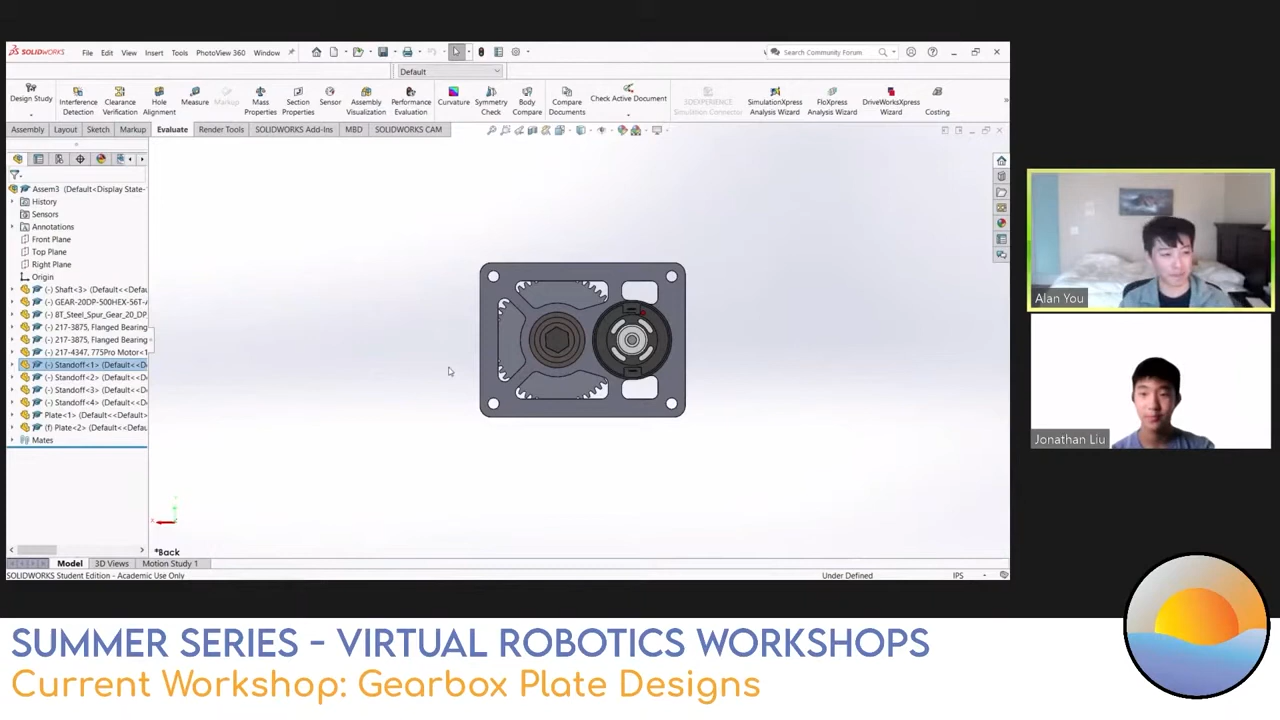 SOLIDWORKS File Edit View Insert Tools PhotoView 360 Window Search Community Forum
Default
Design Study Interference Detection Clearance Verification Hole Alignment Measure Markup Mass Properties Section Properties Sensor Assembly Visualization Performance Evaluation Curvature Symmetry Check Body Compare Compare Documents Check Active Document 3DEXPERIENCE Simulation Connector SimulationXpress Analysis Wizard FloXpress Analysis Wizard DriveWorksXpress Wizard Costing
Assembly Layout Sketch Markup Evaluate Render Tools SOLIDWORKS Add-Ins MBD SOLIDWORKS CAM
Assem3 (Default<Display State-
History
Sensors
Annotations
Front Plane
Top Plane
Right Plane
Origin
(-) Shaft<3> (Default<<Defau
(-) GEAR-20DP-500HEX-56T-A
(-) 8T_Steel_Spur_Gear_20_DP
(-) 217-3875, Flanged Bearing
(-) 217-3875, Flanged Bearing
(-) 217-4347, 775Pro Motor<1
(-) Standoff<1> (Default<<D
(-) Standoff<2> (Default<<D
(-) Standoff<3> (Default<<D
(-) Standoff<4> (Default<<D
Plate<1> (Default<<Default>
(f) Plate<2> (Default<<Defau
Mates
*Back
Model 3D Views Motion Study 1
SOLIDWORKS Student Edition - Academic Use Only Under Defined IPS
Alan You
Jonathan Liu
SUMMER SERIES - VIRTUAL ROBOTICS WORKSHOPS
Current Workshop: Gearbox Plate Designs